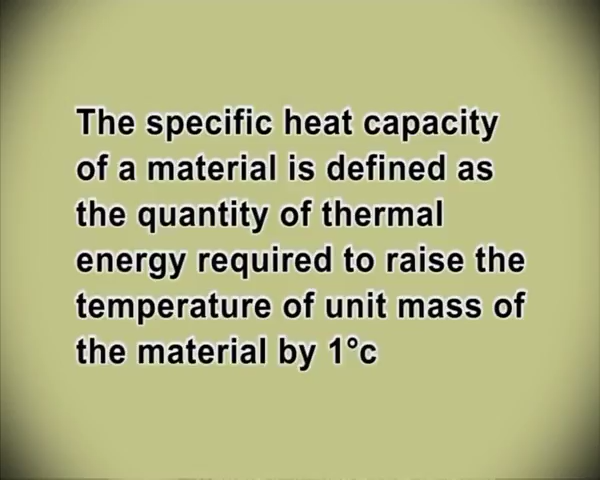 The specific heat capacity
of a material is defined as
the quantity of thermal
energy required to raise the
temperature of unit mass of
the material by 1°c